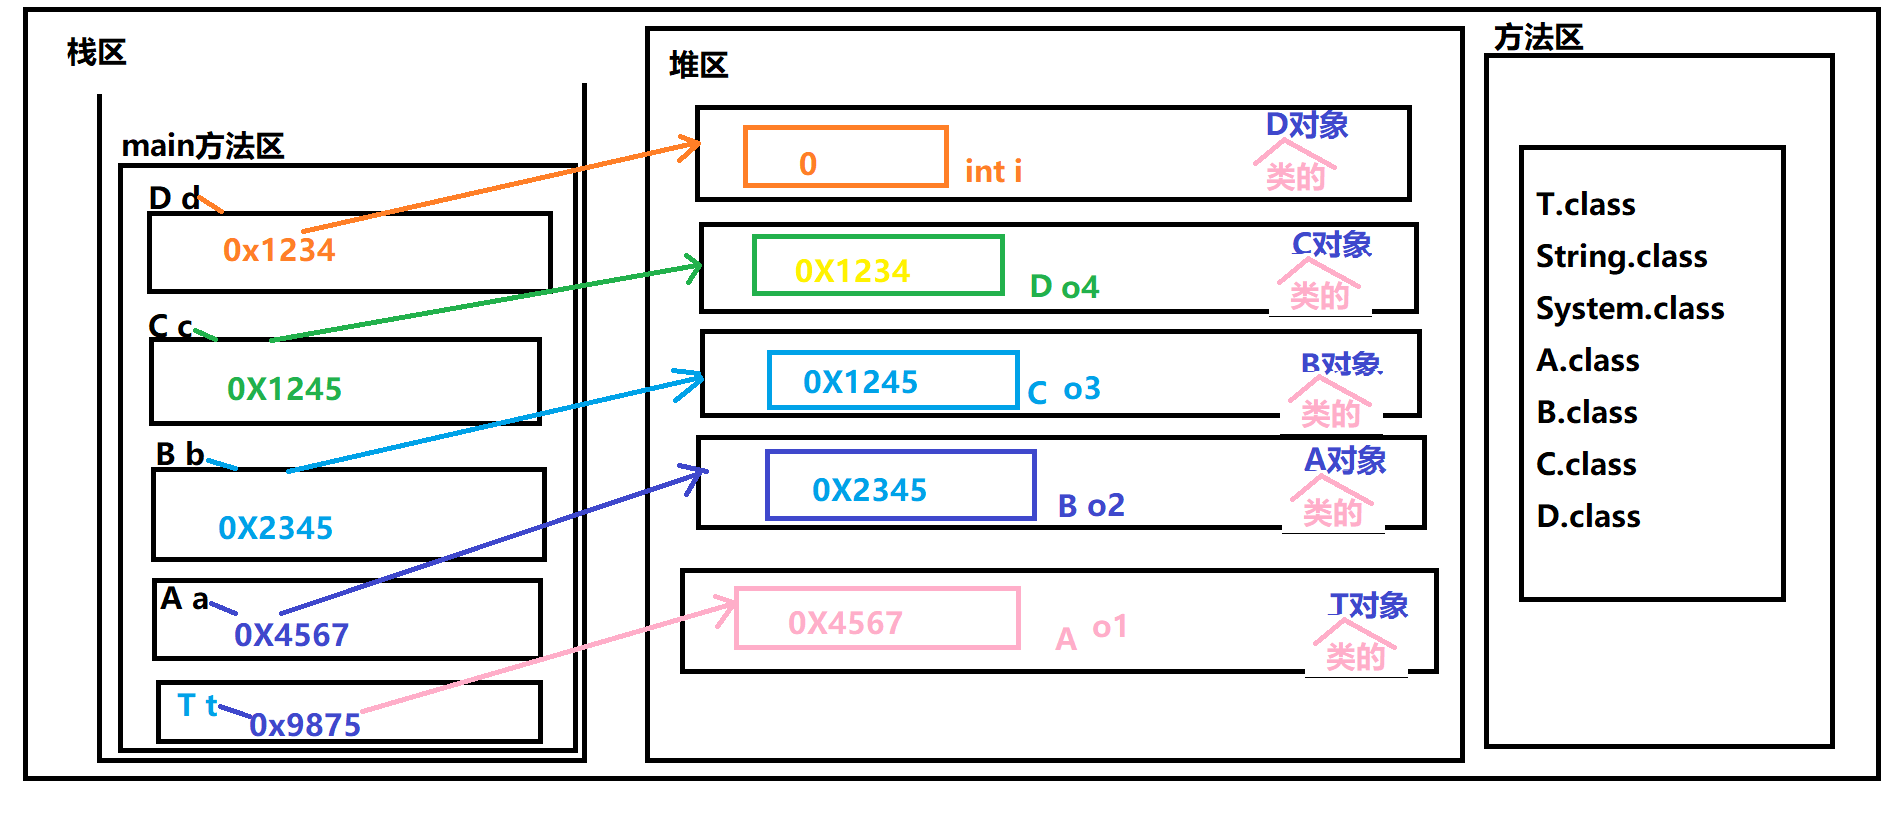 栈区
main方法区
D d
0x1234
C c
0X1245
B b
0X2345
A a
0X4567
T t
0x9875
堆区
0
int i
D对象
类的
0X1234
D o4
C对象
类的
0X1245
C o3
B对象
类的
0X2345
B o2
A对象
类的
0X4567
A o1
T对象
类的
方法区
T.class
String.class
System.class
A.class
B.class
C.class
D.class